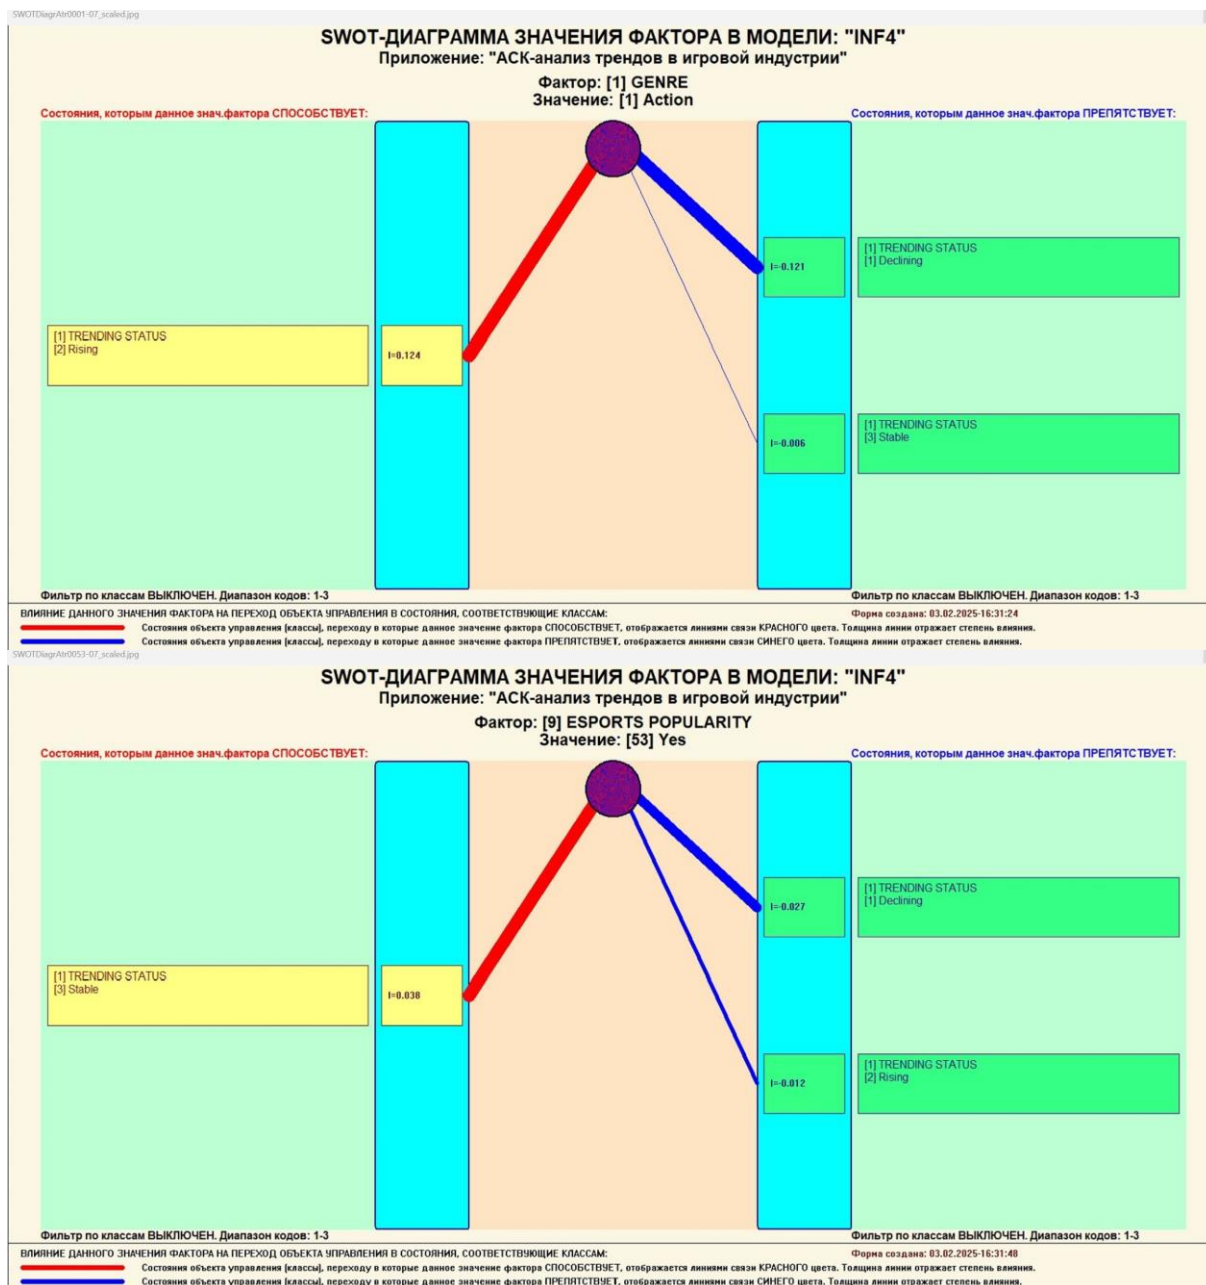 SWOTDiagrAtr0001-07_scaled.jpg
SWOT-ДИАГРАММА ЗНАЧЕНИЯ ФАКТОРА В МОДЕЛИ: "INF4"
Приложение: "АСК-анализ трендов в игровой индустрии"
Фактор: [1] GENRE
Значение: [1] Action
Состояния, которым данное знач.фактора СПОСОБСТВУЕТ:
Состояния, которым данное знач.фактора ПРЕПЯТСТВУЕТ:
I=-0.121
[1] TRENDING STATUS
[1] Declining
[1] TRENDING STATUS
[2] Rising
I=0.124
I=-0.006
[1] TRENDING STATUS
[3] Stable
Фильтр по классам ВЫКЛЮЧЕН. Диапазон кодов: 1-3
Фильтр по классам ВЫКЛЮЧЕН. Диапазон кодов: 1-3
ВЛИЯНИЕ ДАННОГО ЗНАЧЕНИЯ ФАКТОРА НА ПЕРЕХОД ОБЪЕКТА УПРАВЛЕНИЯ В СОСТОЯНИЯ, СООТВЕТСТВУЮЩИЕ КЛАССАМ:
Форма создана: 03.02.2025-16:31:24
Состояния объекта управления [классы], переходу в которые данное значение фактора СПОСОБСТВУЕТ, отображается линиями связи КРАСНОГО цвета. Толщина линии отражает степень влияния.
Состояния объекта управления [классы], переходу в которые данное значение фактора ПРЕПЯТСТВУЕТ, отображается линиями связи СИНЕГО цвета. Толщина линии отражает степень влияния.
SWOTDiagrAtr0053-07_scaled.jpg
SWOT-ДИАГРАММА ЗНАЧЕНИЯ ФАКТОРА В МОДЕЛИ: "INF4"
Приложение: "АСК-анализ трендов в игровой индустрии"
Фактор: [9] ESPORTS POPULARITY
Значение: [53] Yes
Состояния, которым данное знач.фактора СПОСОБСТВУЕТ:
Состояния, которым данное знач.фактора ПРЕПЯТСТВУЕТ:
I=-0.027
[1] TRENDING STATUS
[1] Declining
[1] TRENDING STATUS
[3] Stable
I=0.038
I=-0.012
[1] TRENDING STATUS
[2] Rising
Фильтр по классам ВЫКЛЮЧЕН. Диапазон кодов: 1-3
Фильтр по классам ВЫКЛЮЧЕН. Диапазон кодов: 1-3
ВЛИЯНИЕ ДАННОГО ЗНАЧЕНИЯ ФАКТОРА НА ПЕРЕХОД ОБЪЕКТА УПРАВЛЕНИЯ В СОСТОЯНИЯ, СООТВЕТСТВУЮЩИЕ КЛАССАМ:
Форма создана: 03.02.2025-16:31:48
Состояния объекта управления [классы], переходу в которые данное значение фактора СПОСОБСТВУЕТ, отображается линиями связи КРАСНОГО цвета. Толщина линии отражает степень влияния.
Состояния объекта управления [классы], переходу в которые данное значение фактора ПРЕПЯТСТВУЕТ, отображается линиями связи СИНЕГО цвета. Толщина линии отражает степень влияния.